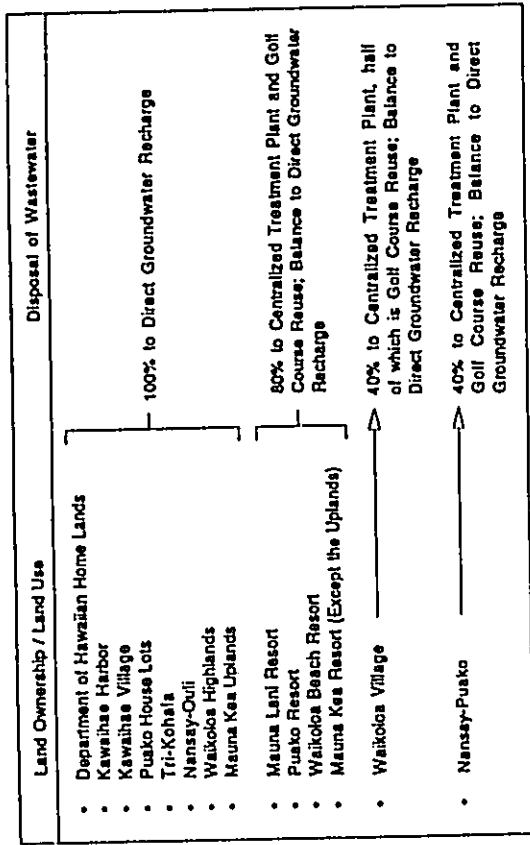 Land Ownership / Land Use
Disposal of Wastewater
• Department of Hawaiian Home Lands
• Kawaihae Harbor
• Kawaihae Village
• Puako House Lots
• Tri-Kohala
• Nansay-Ouli
• Waikoloa Highlands
• Mauna Kea Uplands
100% to Direct Groundwater Recharge
• Mauna Lani Resort
• Puako Resort
• Waikoloa Beach Resort
• Mauna Kea Resort (Except the Uplands)
80% to Centralized Treatment Plant and Golf
Course Reuse; Balance to Direct Groundwater
Recharge
• Waikoloa Village
40% to Centralized Treatment Plant, half
of which is Golf Course Reuse; Balance to
Direct Groundwater Recharge
• Nansay-Puako
40% to Centralized Treatment Plant and
Golf Course Reuse; Balance to Direct
Groundwater Recharge